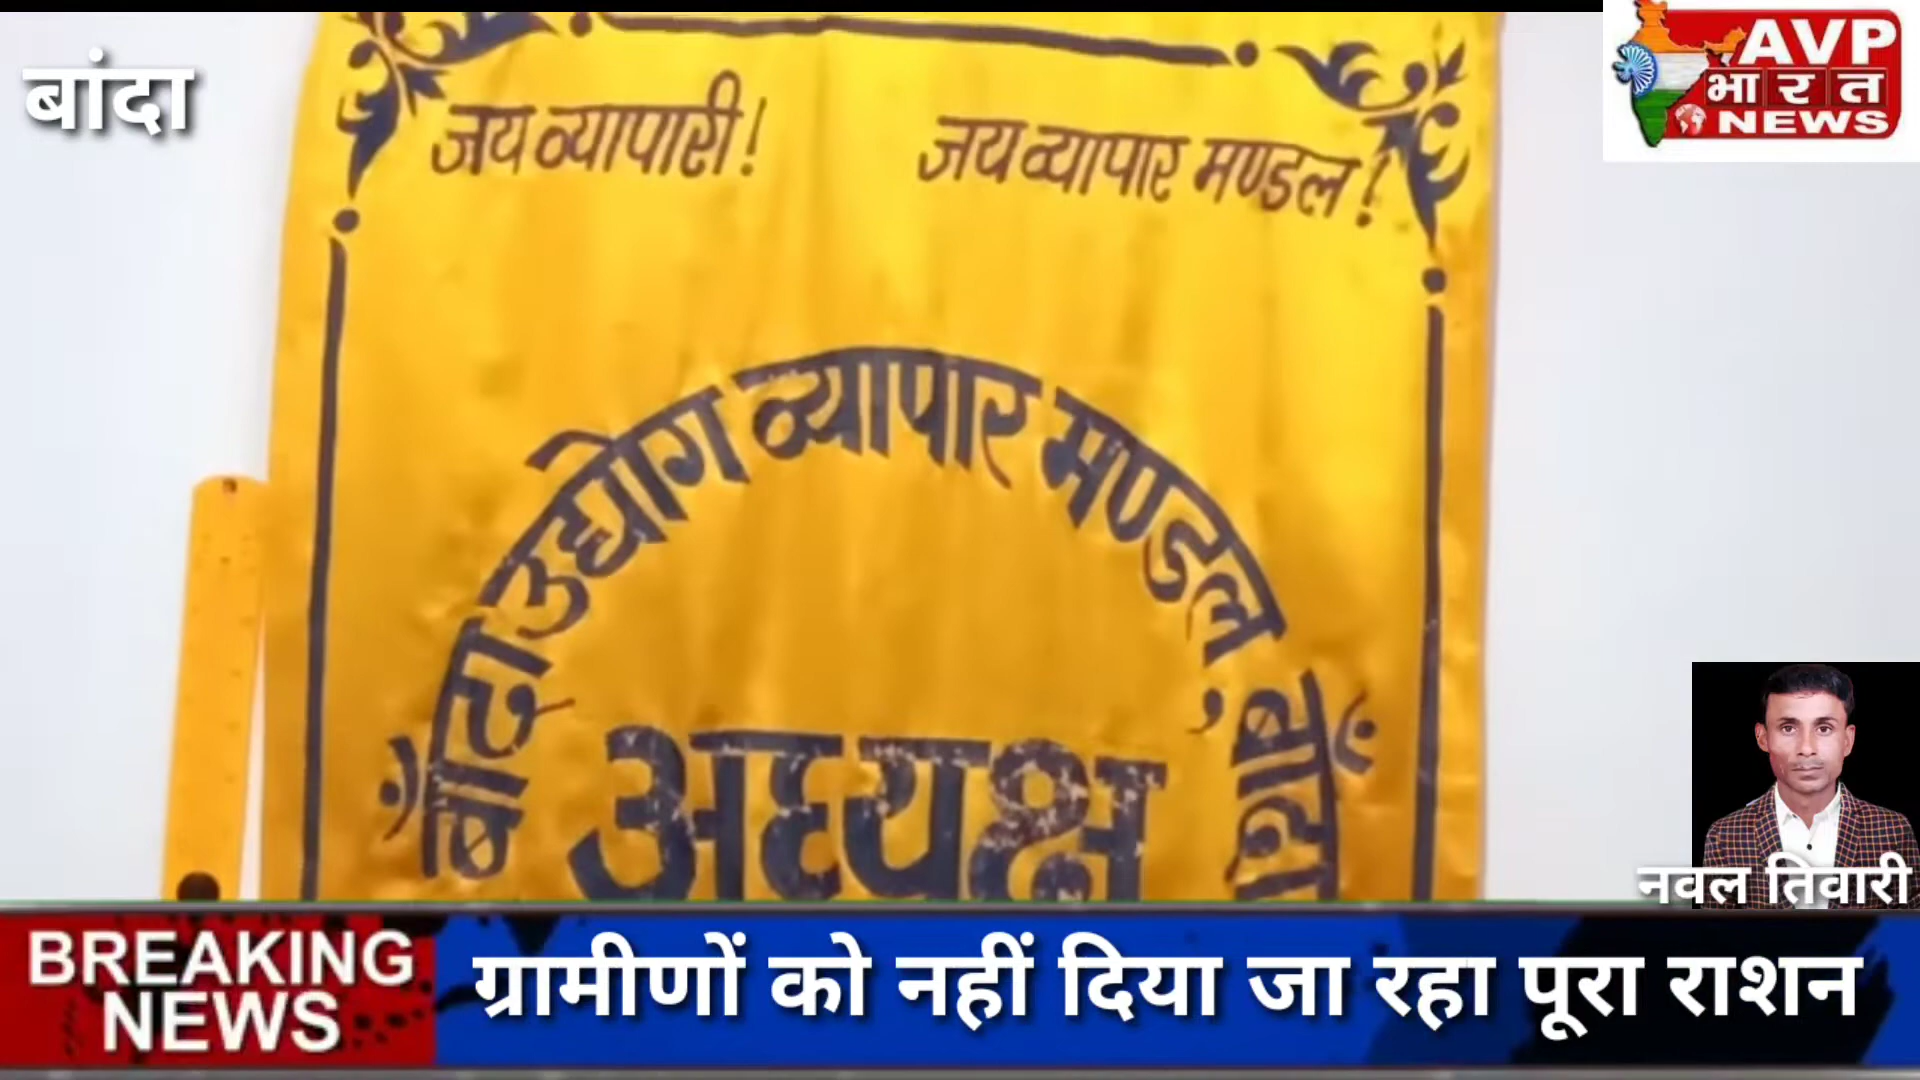 बांदा
AVP
भारत
NEWS
जय व्यापारी!
जय व्यापार मण्डल!
बाँदा उद्योग व्यापार मण्डल, बाँदा
अध्यक्ष
नवल तिवारी
BREAKING
NEWS
ग्रामीणों को नहीं दिया जा रहा पूरा राशन